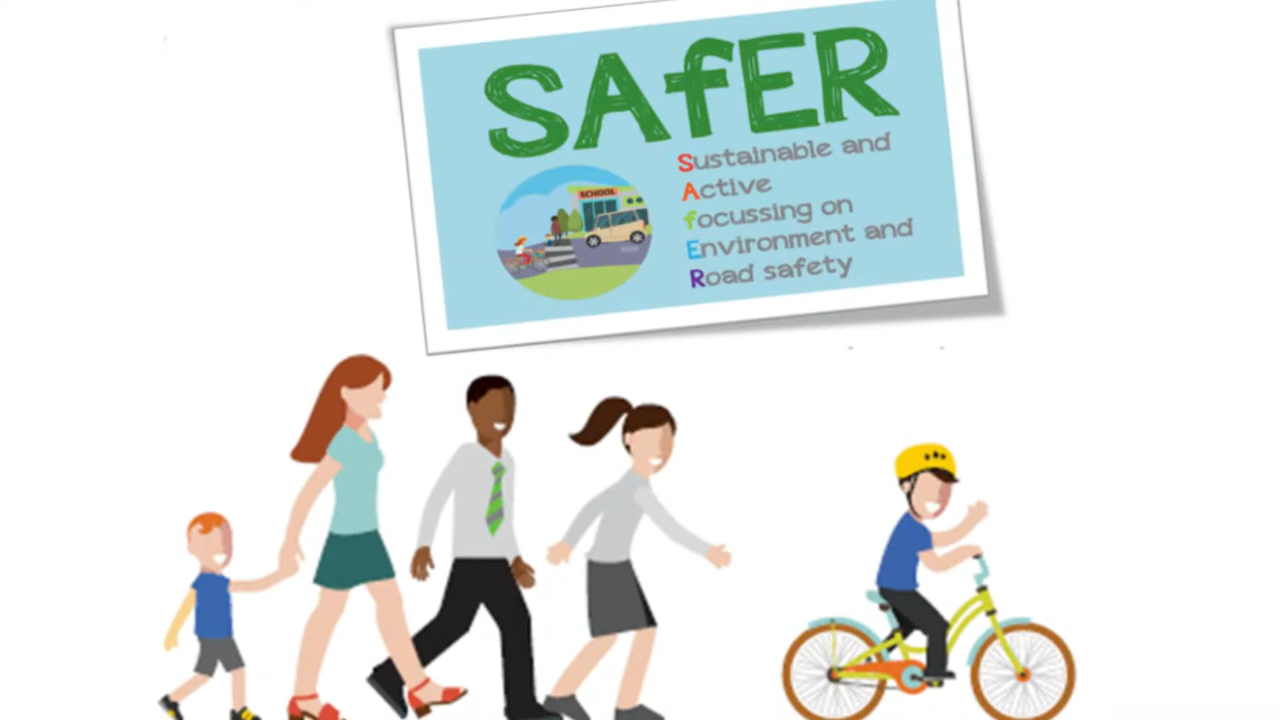 SAfER
Sustainable and
Active
focussing on
Environment and
Road safety
SCHOOL